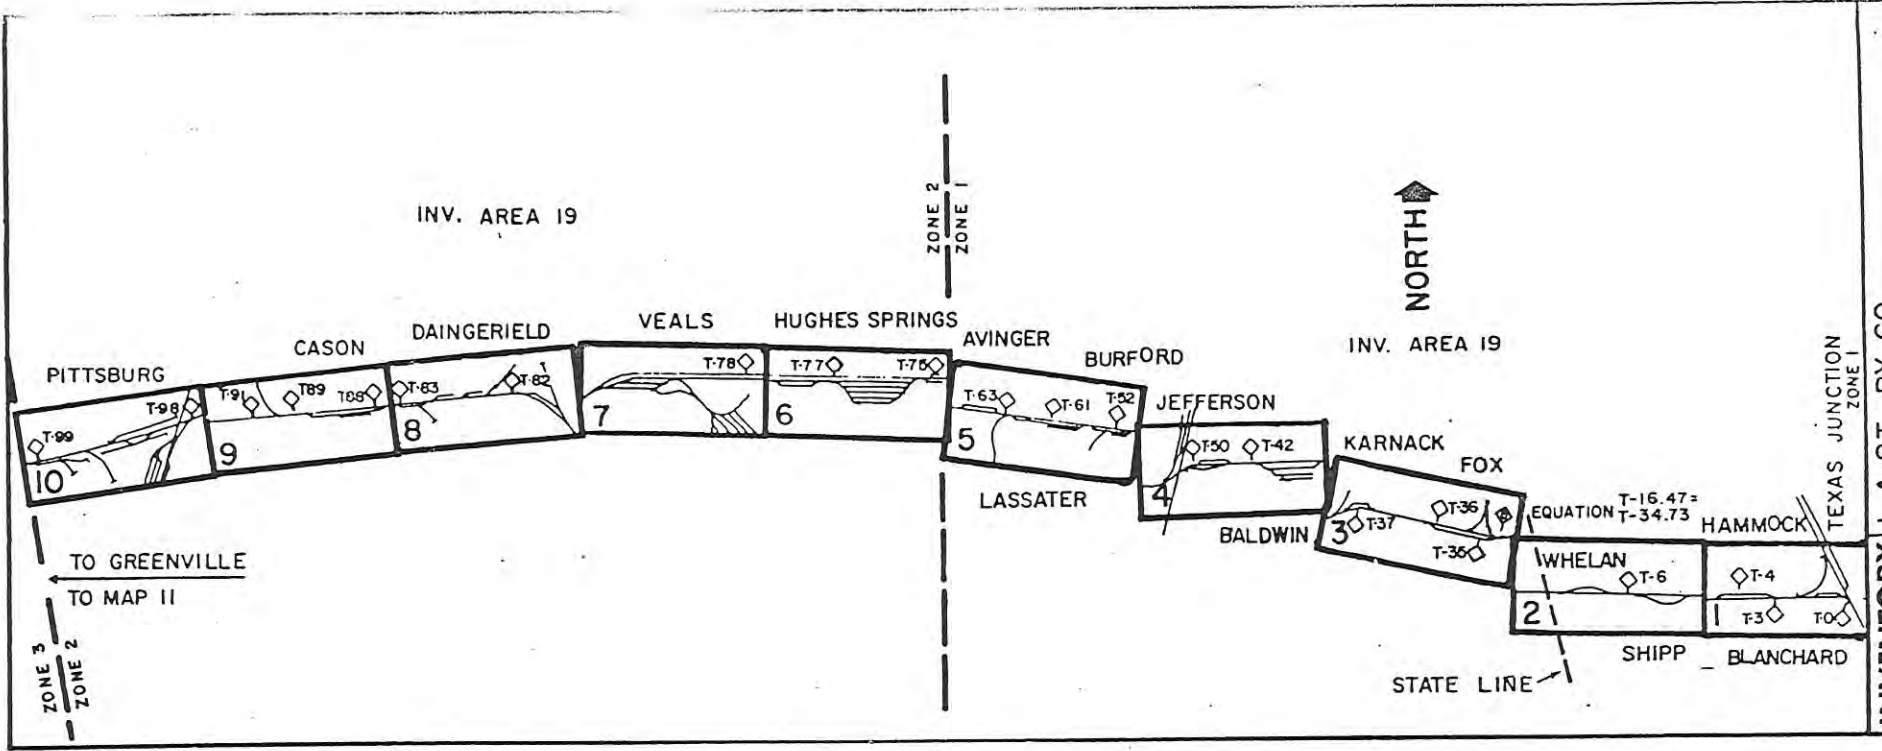 INV. AREA 19
ZONE 2
ZONE 1
NORTH
INV. AREA 19
TEXAS JUNCTION
ZONE 1
PITTSBURG
CASON
DAINGERIELD
VEALS
HUGHES SPRINGS
AVINGER
BURFORD
JEFFERSON
KARNACK
FOX
EQUATION T-16.47=
T-34.73
HAMMOCK
T-99
T-98
10
T-91
T89
T88
9
T-83
T-82
8
T-78
7
T-77
T-75
6
T-63
T-61
T-52
5
T-50
T-42
4
T-36
T-37
T-35
3
WHELAN
T-6
2
T-4
T-3
T-0
1
LASSATER
BALDWIN
SHIPP
BLANCHARD
STATE LINE
TO GREENVILLE
TO MAP 11
ZONE 3
ZONE 2